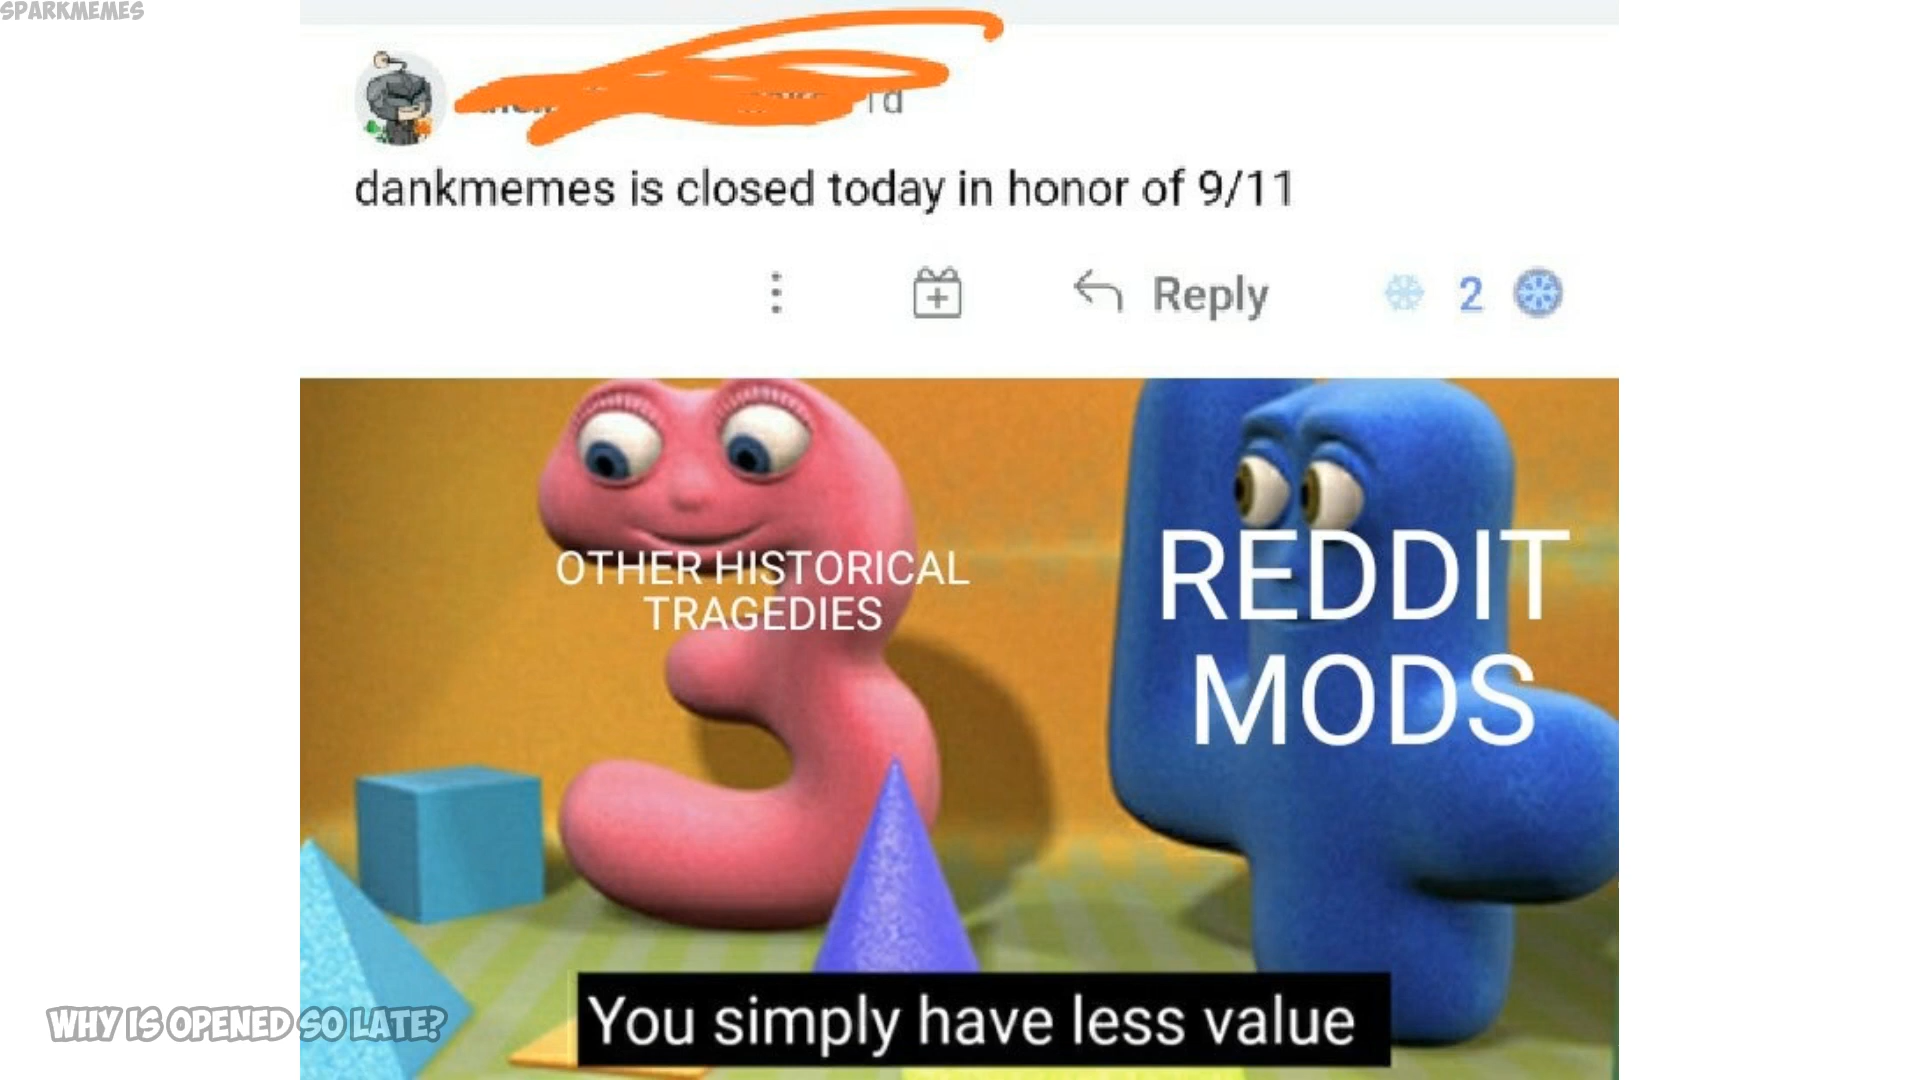 SPARKMEMES
1d
dankmemes is closed today in honor of 9/11
Reply 2
OTHER HISTORICAL
TRAGEDIES
REDDIT
MODS
You simply have less value
WHY IS OPENED SO LATE?